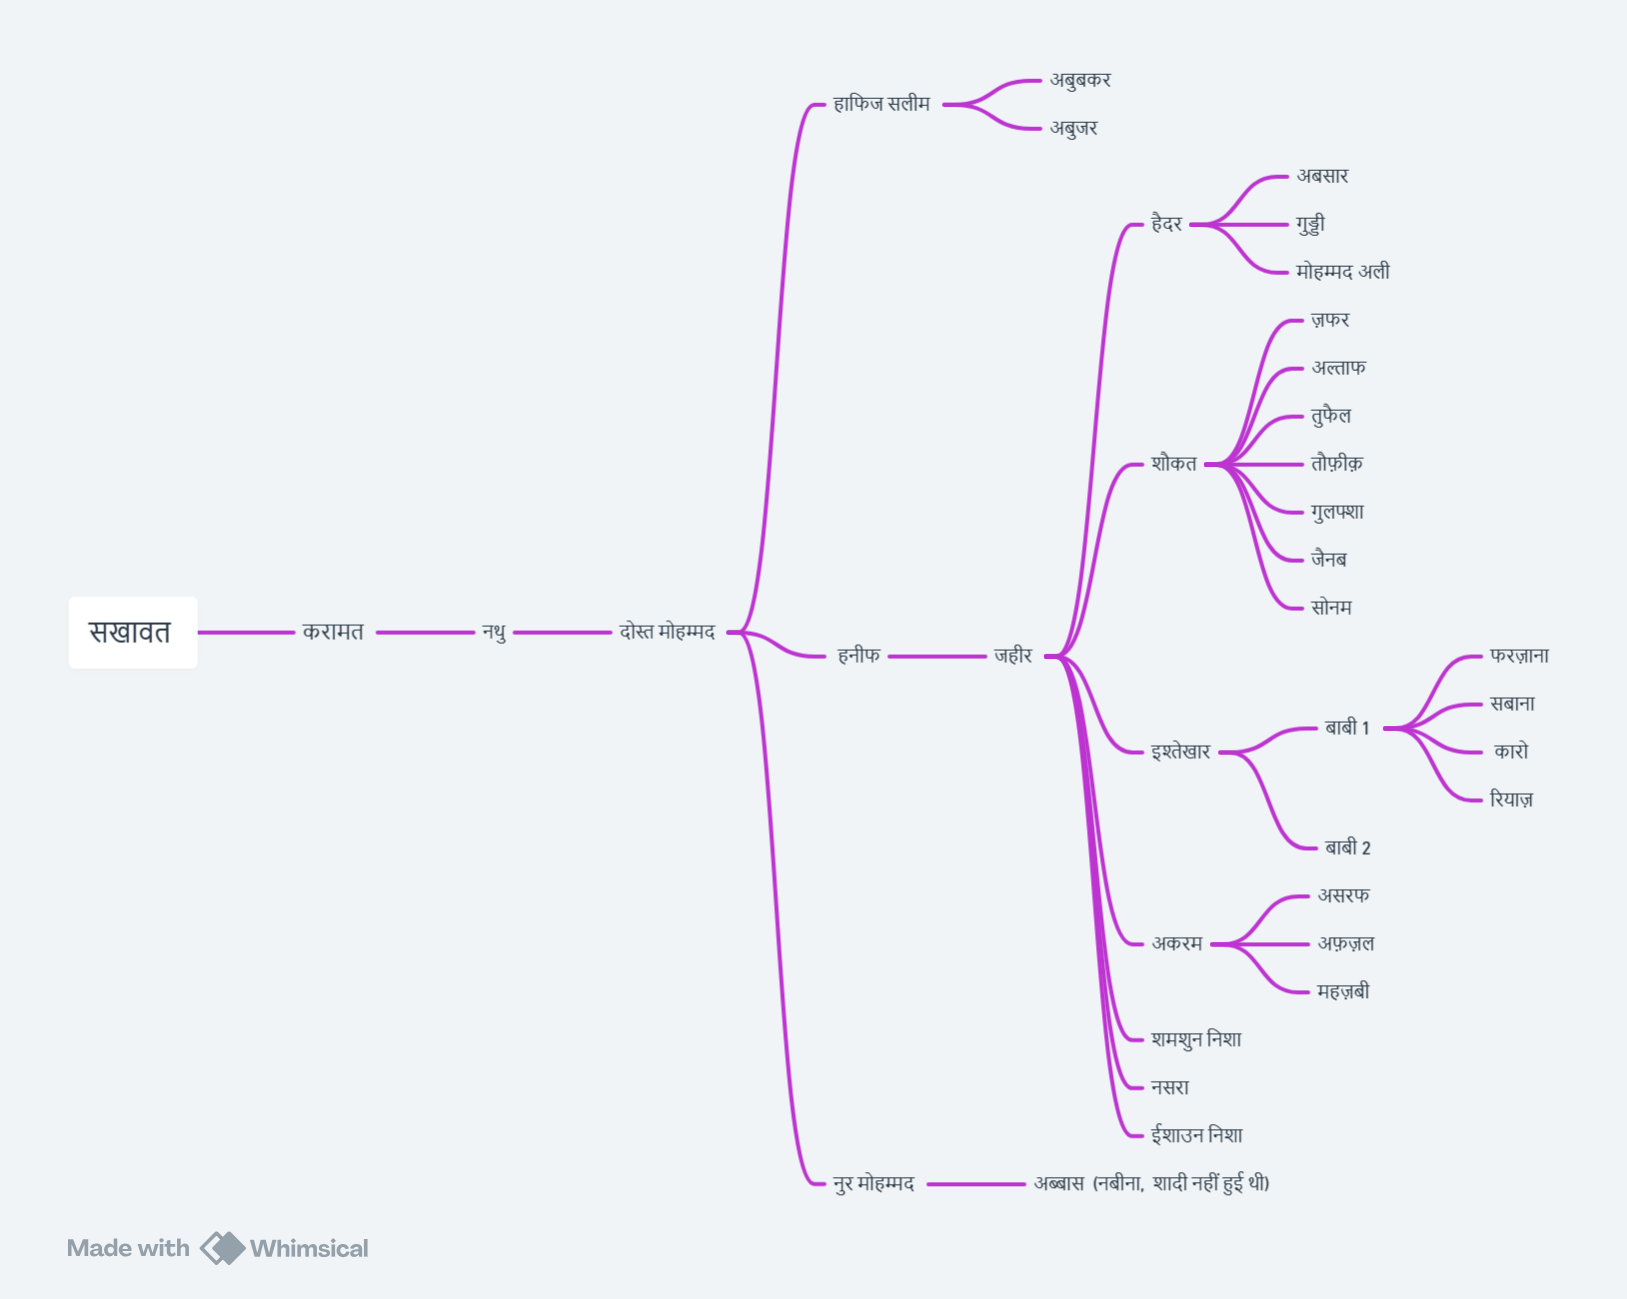 सखावत
करामत
नथु
दोस्त मोहम्मद
हाफिज सलीम
अबुबकर
अबुजर
हनीफ
जहीर
हैदर
अबसार
गुड्डी
मोहम्मद अली
शौकत
ज़फर
अल्ताफ
तुफैल
तौफ़ीक़
गुलफ्शा
जैनब
सोनम
इश्तेखार
बाबी 1
फरज़ाना
सबाना
कारो
रियाज़
बाबी 2
अकरम
असरफ
अफ़ज़ल
महज़बी
शमशुन निशा
नसरा
ईशाउन निशा
नुर मोहम्मद
अब्बास (नबीना, शादी नहीं हुई थी)
Made with Whimsical